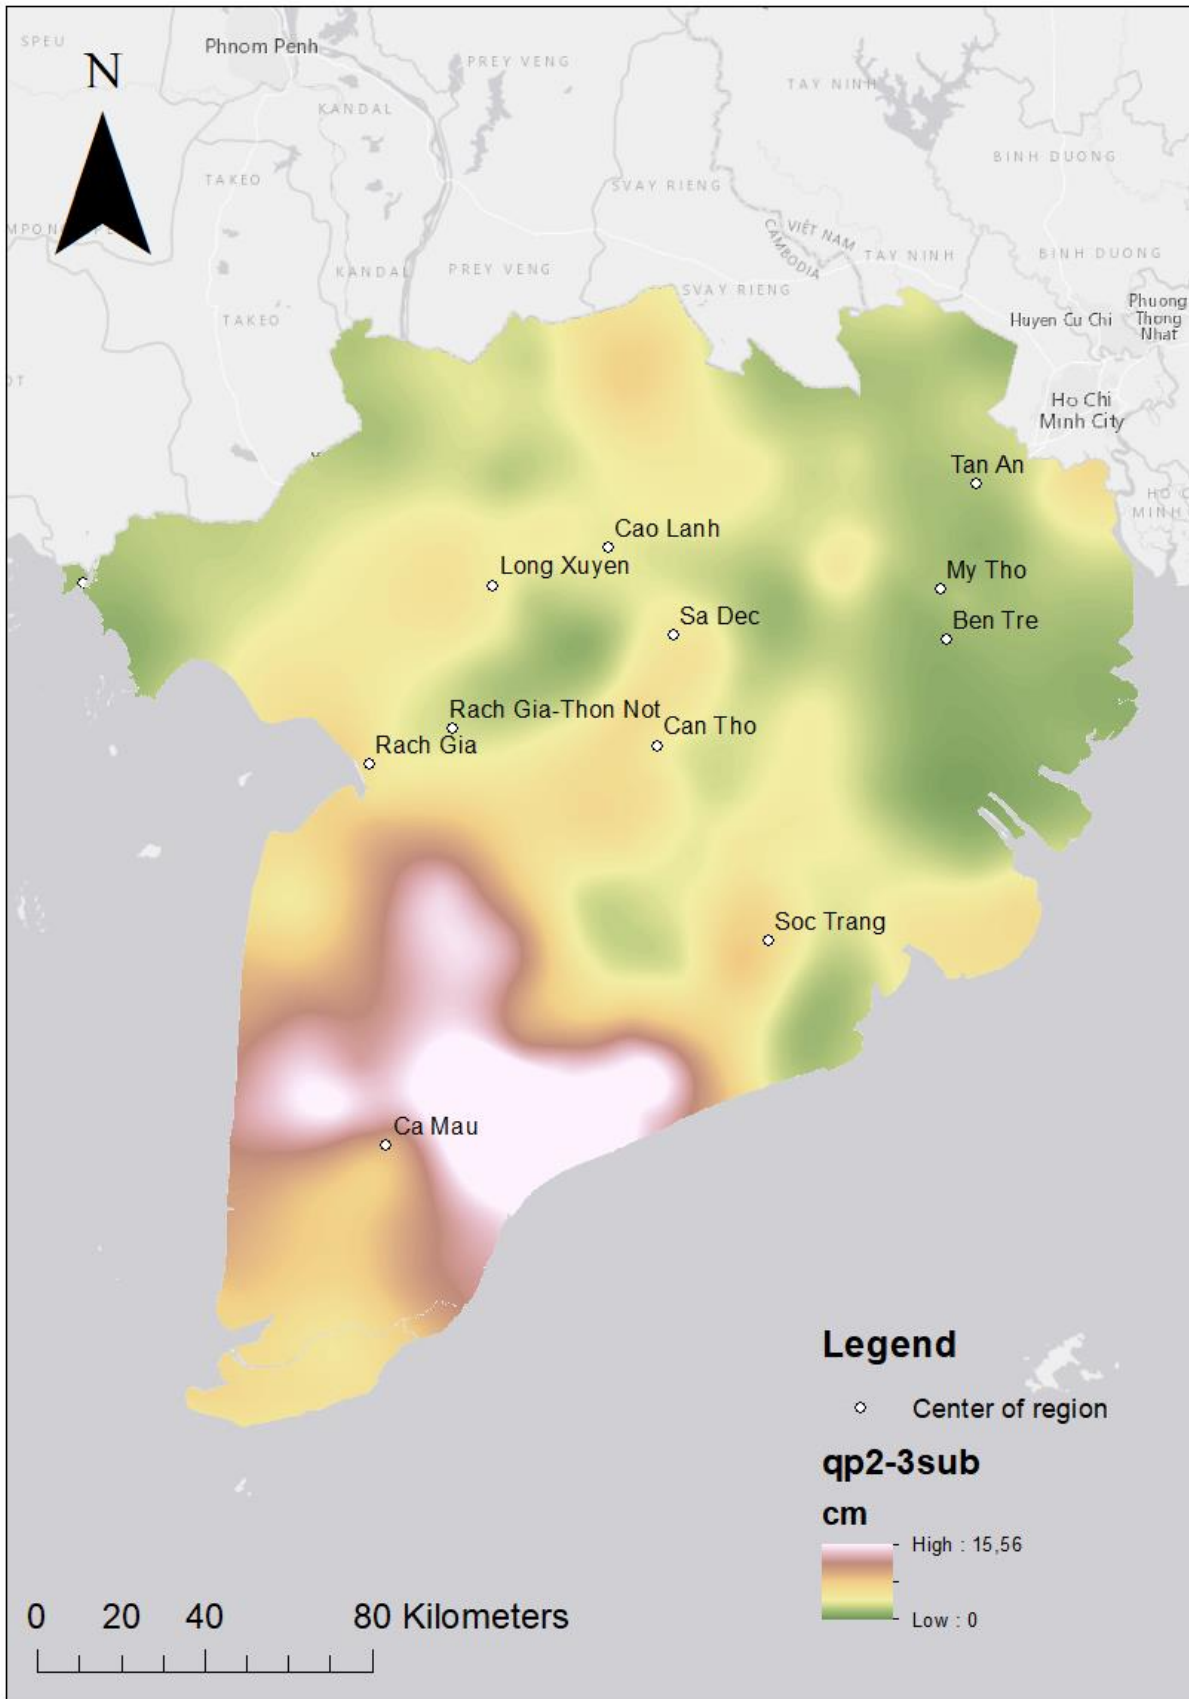 SPEU
Phnom Penh
PREY VENG
TAY NINH
N
KANDAL
BINH DUONG
TAKEO
SVAY RIENG
VIÊT NAM
CAMBODIA
TAY NINH
BINH DUONG
KANDAL
PREY VENG
SVAY RIENG
TAKEO
Huyen Cu Chi
Phuong
Thong
Nhat
Ho Chi
Minh City
Tan An
Cao Lanh
Long Xuyen
My Tho
Sa Dec
Ben Tre
Rach Gia-Thon Not
Rach Gia
Can Tho
Soc Trang
Ca Mau
Legend
Center of region
qp2-3sub
cm
High : 15,56
Low : 0
0 20 40 80 Kilometers